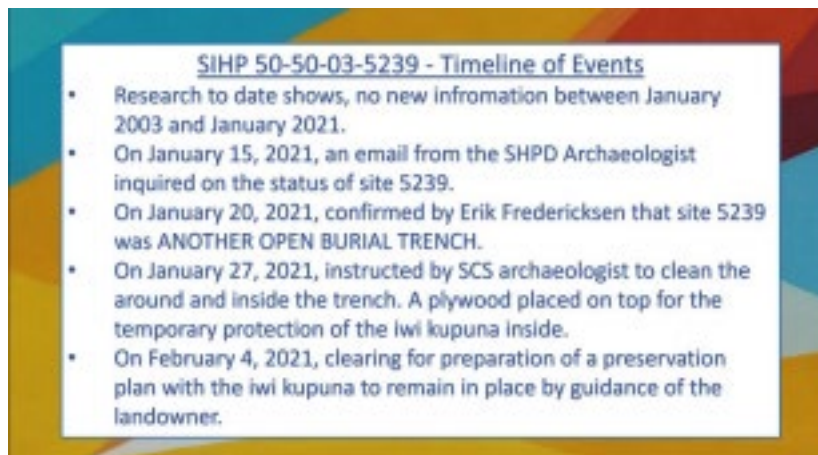 SIHP 50-50-03-5239 - Timeline of Events
• Research to date shows, no new infromation between January
2003 and January 2021.
• On January 15, 2021, an email from the SHPD Archaeologist
inquired on the status of site 5239.
• On January 20, 2021, confirmed by Erik Fredericksen that site 5239
was ANOTHER OPEN BURIAL TRENCH.
• On January 27, 2021, instructed by SCS archaeologist to clean the
around and inside the trench. A plywood placed on top for the
temporary protection of the iwi kupuna inside.
• On February 4, 2021, clearing for preparation of a preservation
plan with the iwi kupuna to remain in place by guidance of the
landowner.